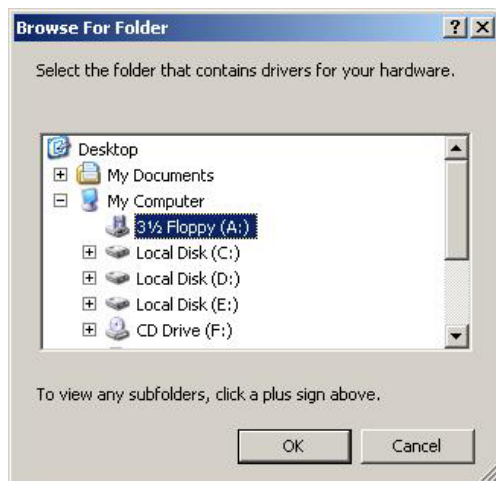 Browse For Folder
Select the folder that contains drivers for your hardware.
Desktop
My Documents
My Computer
3½ Floppy (A:)
Local Disk (C:)
Local Disk (D:)
Local Disk (E:)
CD Drive (F:)
To view any subfolders, click a plus sign above.
OK Cancel